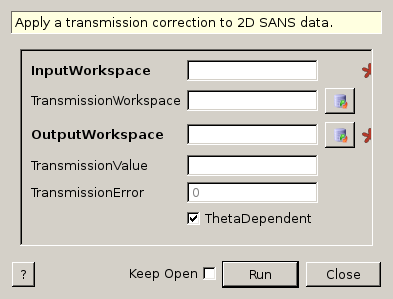 Apply a transmission correction to 2D SANS data.
InputWorkspace
TransmissionWorkspace
OutputWorkspace
TransmissionValue
TransmissionError 0
ThetaDependent
? Keep Open Run Close